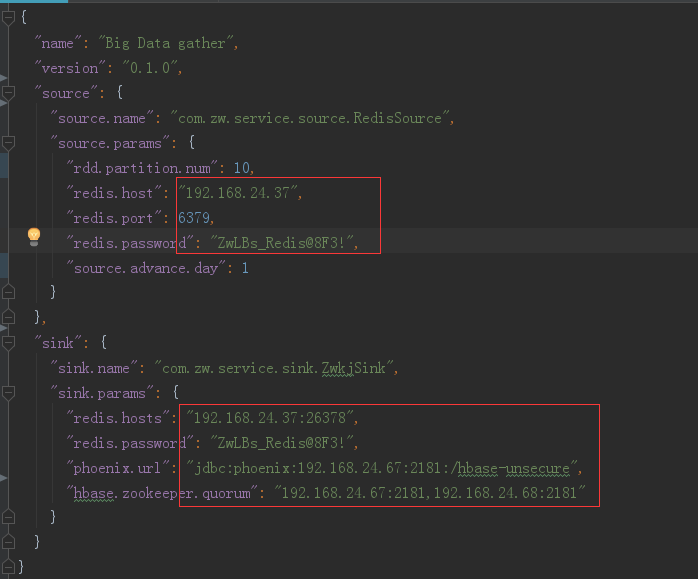 {
"name": "Big Data gather",
"version": "0.1.0",
"source": {
"source.name": "com.zw.service.source.RedisSource",
"source.params": {
"rdd.partition.num": 10,
"redis.host": "192.168.24.37",
"redis.port": 6379,
"redis.password": "ZwLBs_Redis@8F3!",
"source.advance.day": 1
}
},
"sink": {
"sink.name": "com.zw.service.sink.ZwkjSink",
"sink.params": {
"redis.hosts": "192.168.24.37:26378",
"redis.password": "ZwLBs_Redis@8F3!",
"phoenix.url": "jdbc:phoenix:192.168.24.67:2181:/hbase-unsecure",
"hbase.zookeeper.quorum": "192.168.24.67:2181,192.168.24.68:2181"
}
}
}